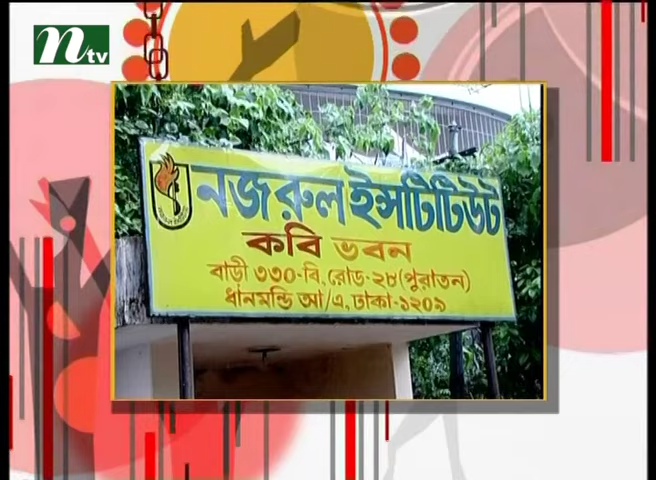 ntv
নজরুল ইন্সটিটিউট
কবি ভবন
বাড়ী ৩৩০-বি, রোড-২৮ (পুরাতন)
ধানমন্ডি আ/এ, ঢাকা-১২০৯